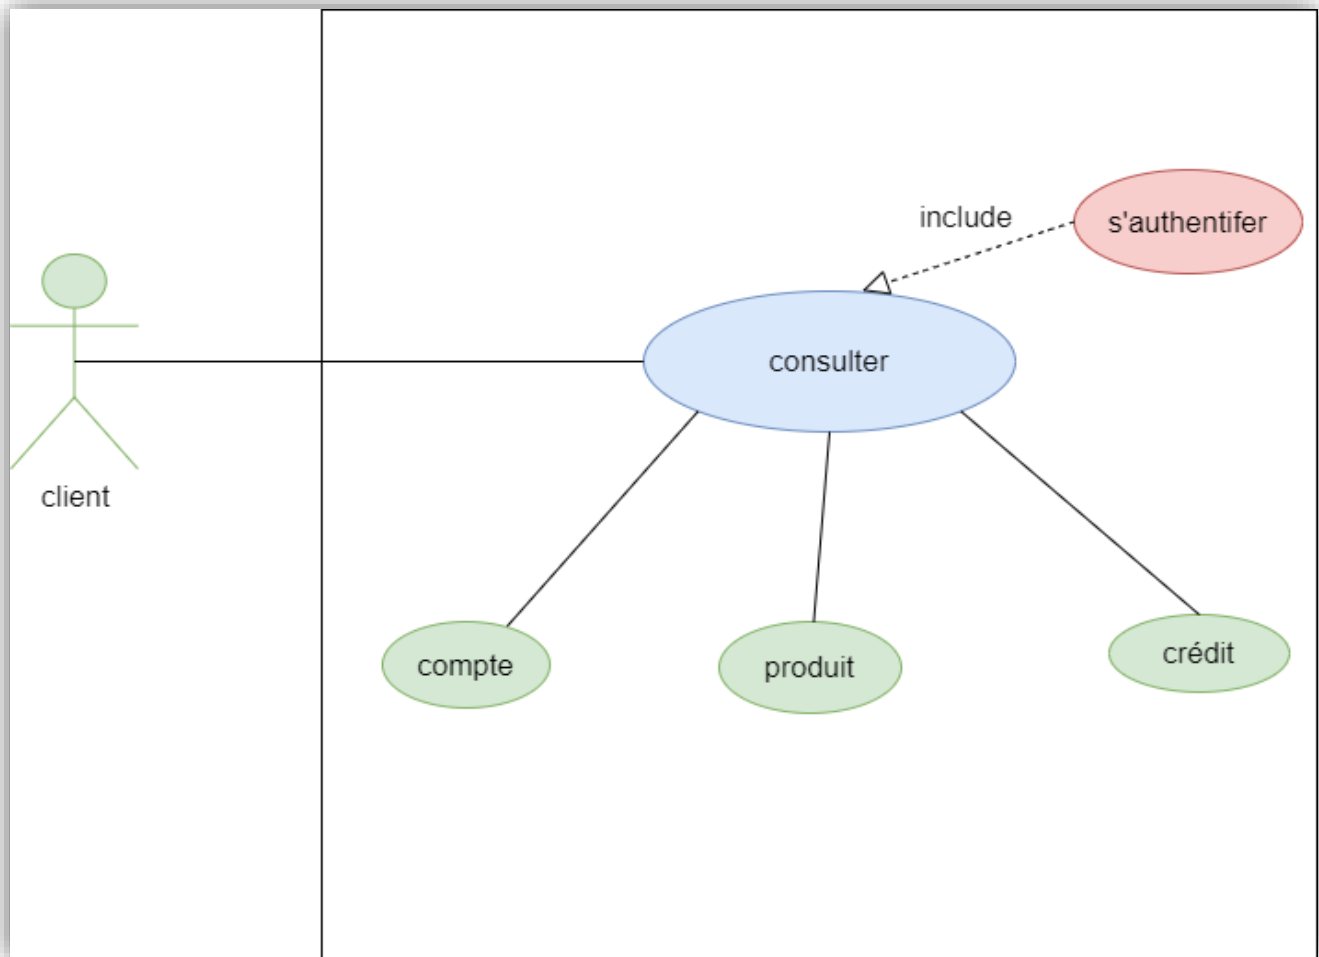 include
s'authentifer
consulter
client
compte
produit
crédit